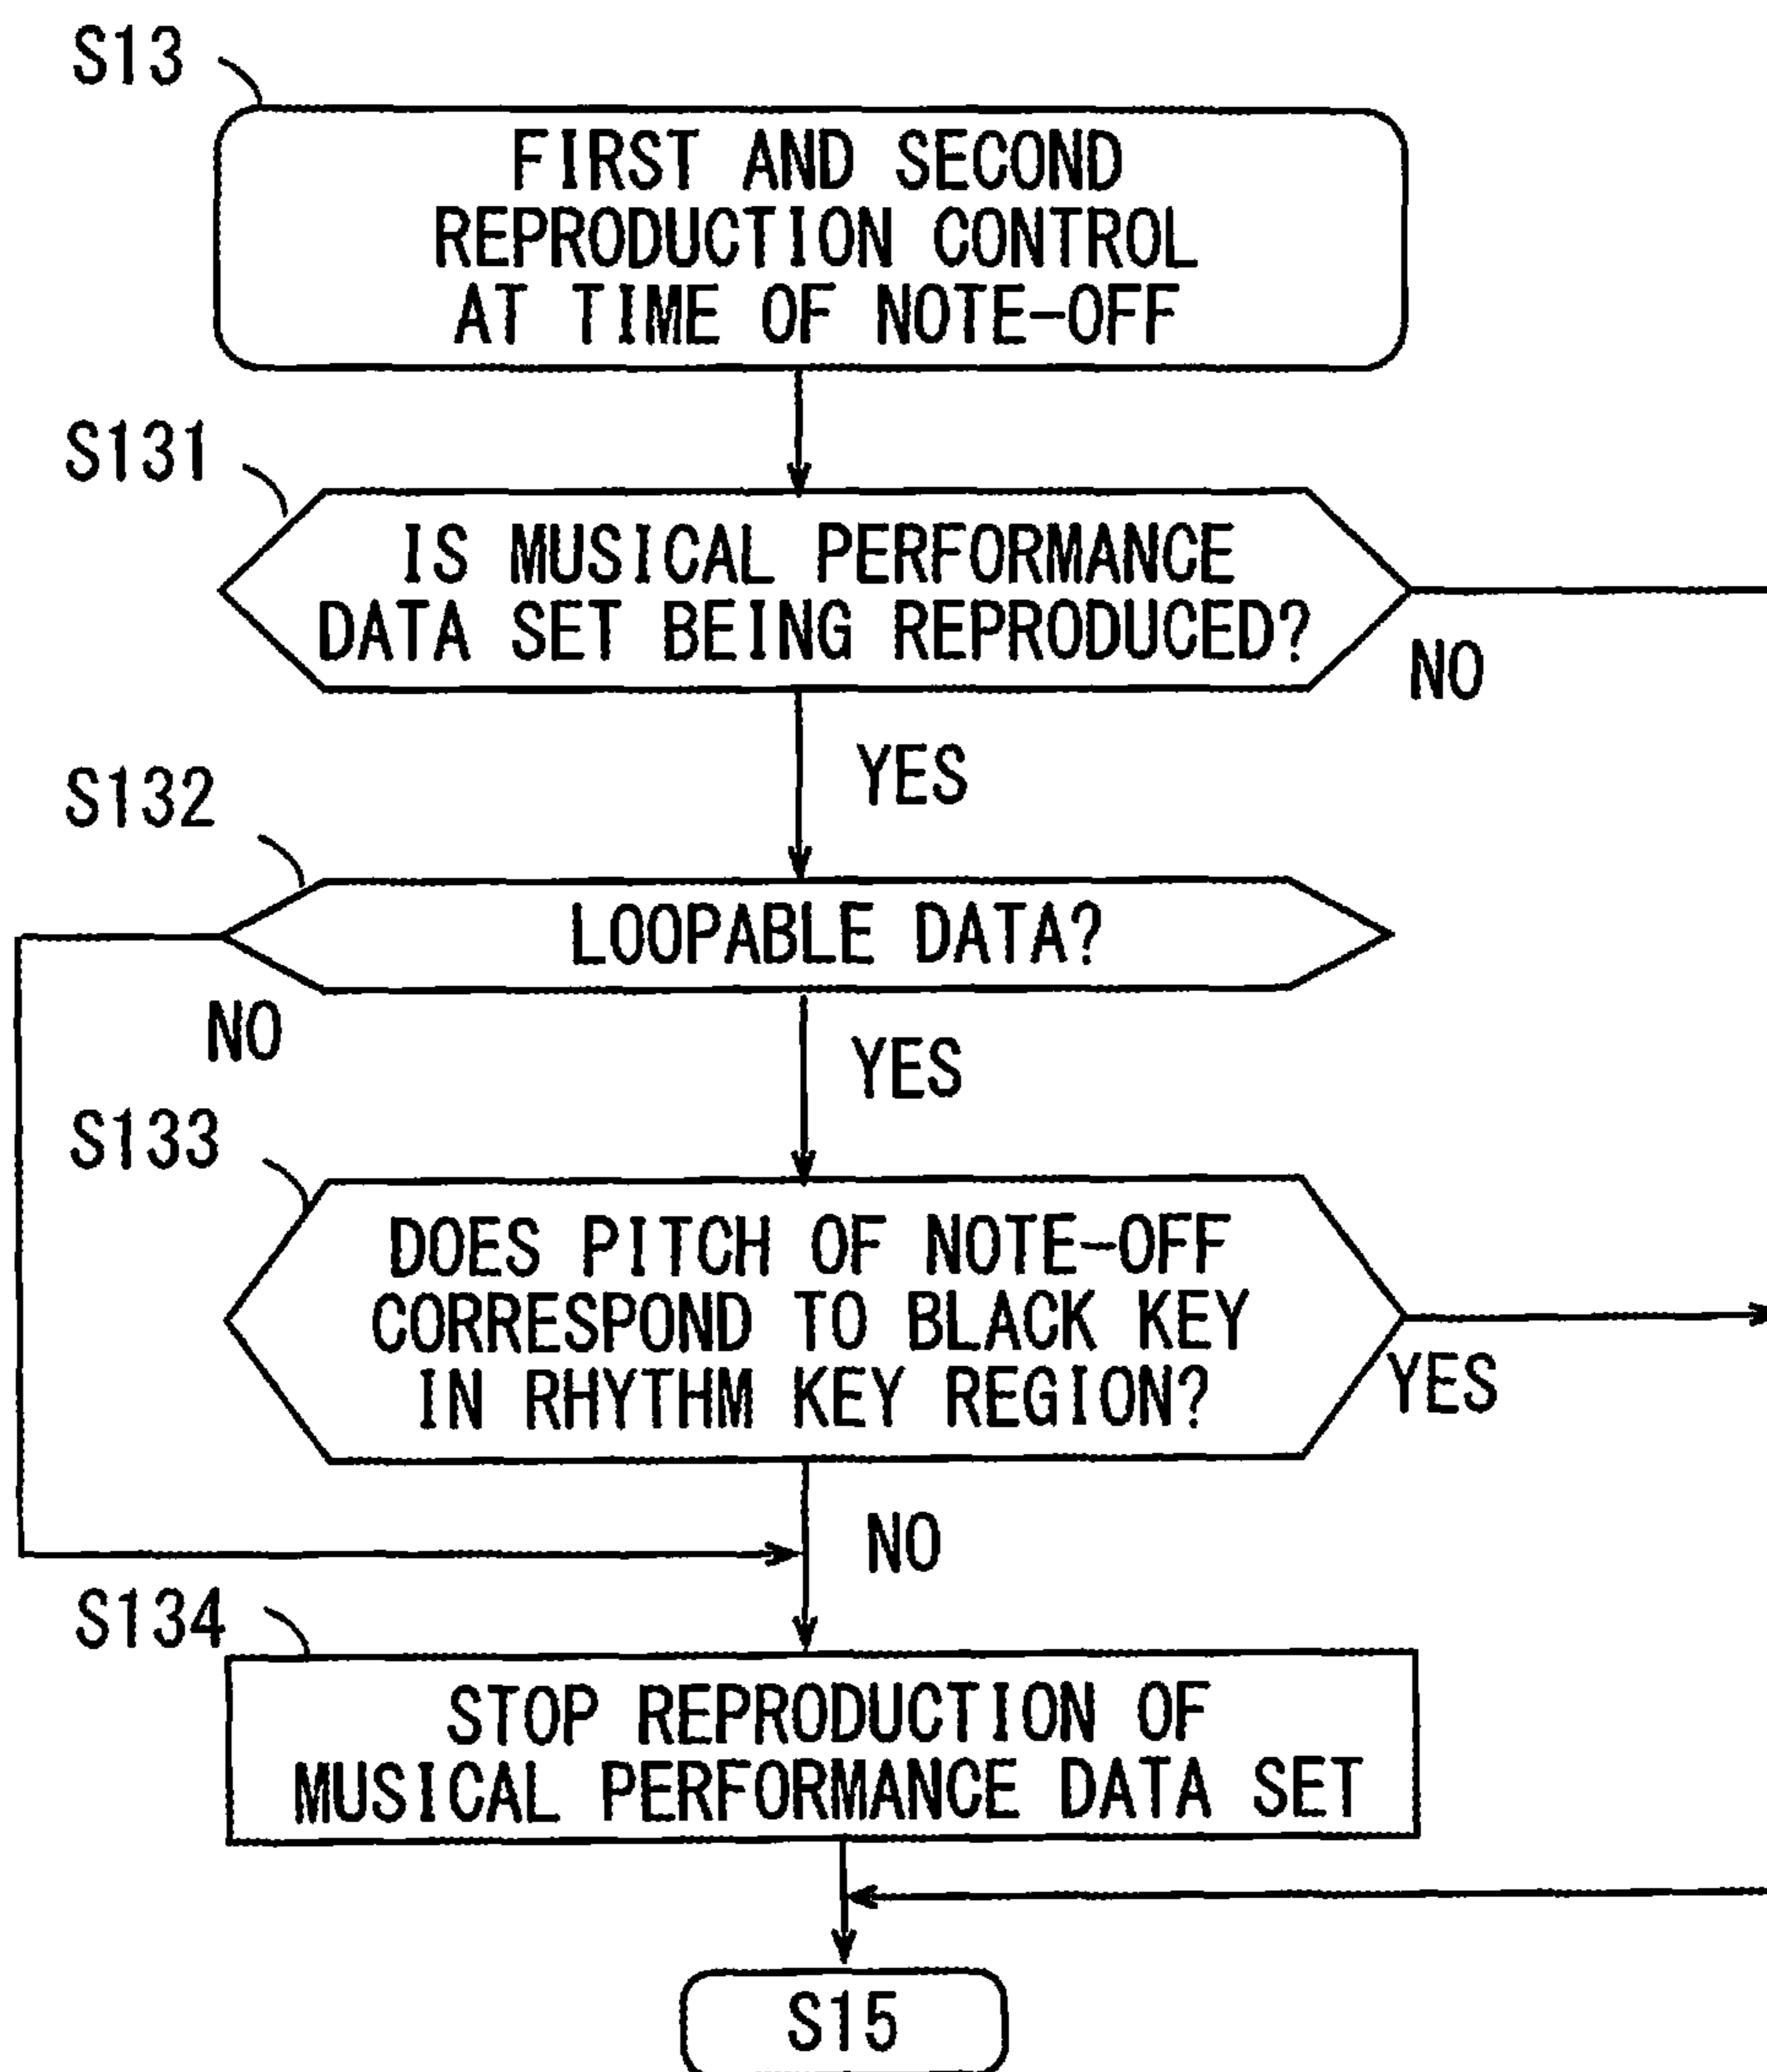 S13
FIRST AND SECOND
REPRODUCTION CONTROL
AT TIME OF NOTE-OFF
S131
IS MUSICAL PERFORMANCE
DATA SET BEING REPRODUCED?
NO
YES
S132
LOOPABLE DATA?
NO
YES
S133
DOES PITCH OF NOTE-OFF
CORRESPOND TO BLACK KEY
IN RHYTHM KEY REGION?
YES
NO
S134
STOP REPRODUCTION OF
MUSICAL PERFORMANCE DATA SET
S15